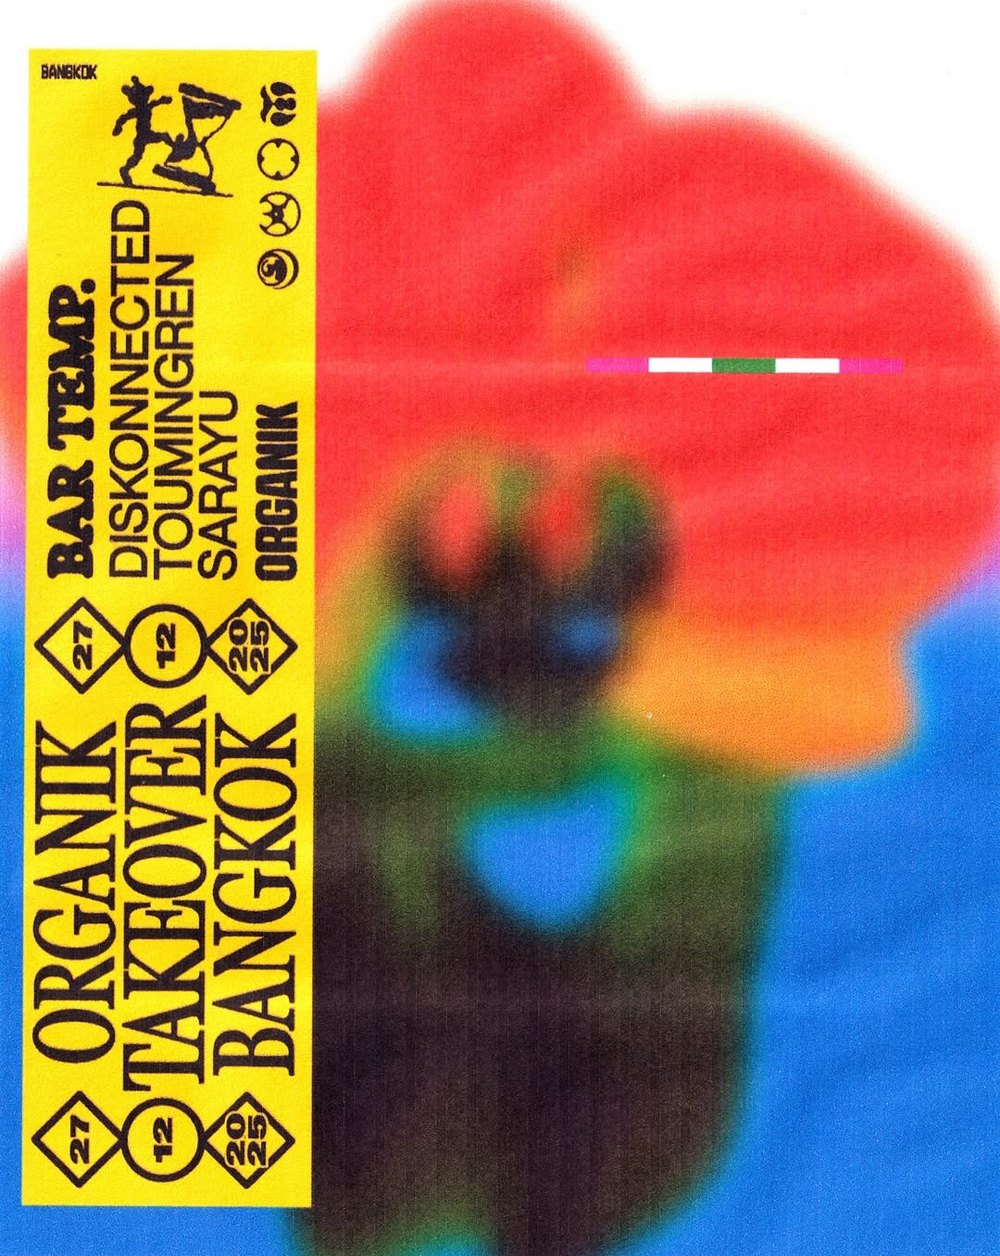 BANGKOK
BAR TEMP.
DISKONNECTED
TOUMINGREN
SARAYU
ORGANIK
27
12
2025
ORGANIK
TAKEOVER
BANGKOK
27
12
2025